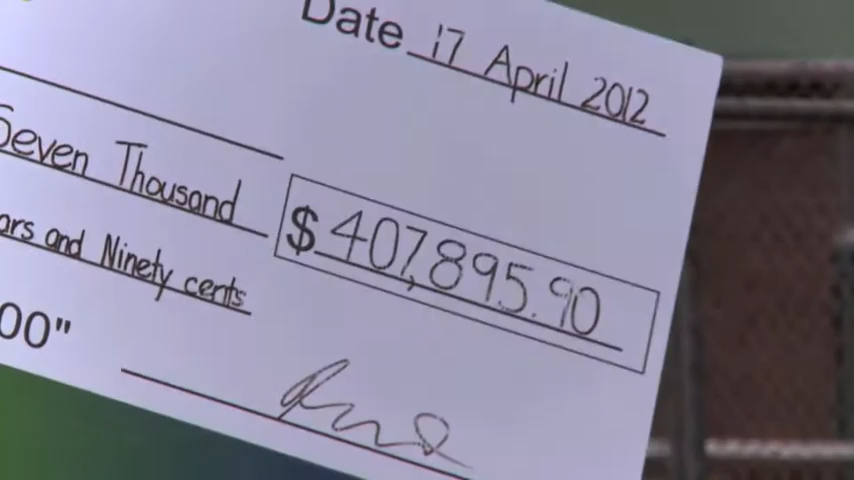 Date 17 April 2012
Seven Thousand
$ 407,895.90
ars and Ninety cents
00"